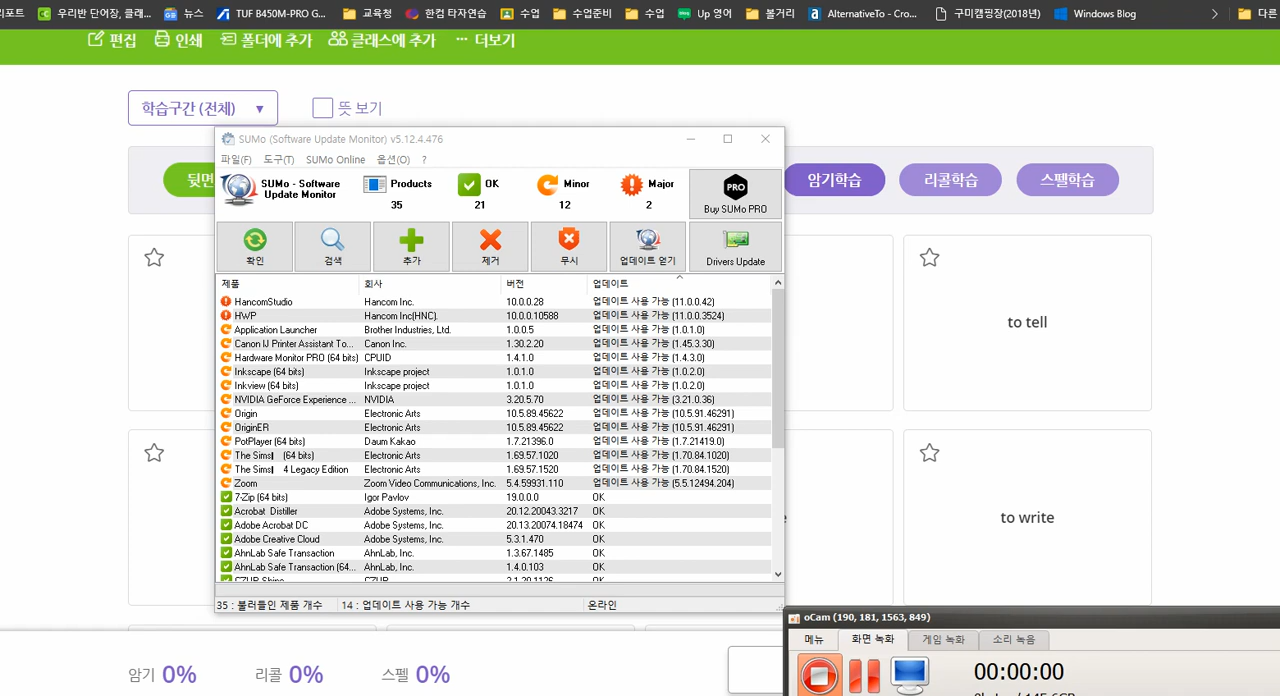 리포트 우리반 단어장, 클래... 뉴스 TUF B450M-PRO G... 교육청 한컴 타자연습 수업 수업준비 수업 Up 영어 볼거리 AlternativeTo - Cro... 구미캠핑장(2018년) Windows Blog 다른
편집 인쇄 폴더에 추가 클래스에 추가 ··· 더보기
학습구간 (전체) ▼ 뜻 보기
SUMo (Software Update Monitor) v5.12.4.476
파일(F) 도구(T) SUMo Online 옵션(O) ?
SUMo - Software Update Monitor
Products 35
OK 21
Minor 12
Major 2
PRO
Buy SUMo PRO
뒷면
암기학습 리콜학습 스펠학습
확인 검색 추가 제거 무시 업데이트 얻기 Drivers Update
제품 회사 버전 업데이트
HancomStudio Hancom Inc. 10.0.0.28 업데이트 사용 가능 (11.0.0.42)
HWP Hancom Inc(HNC). 10.0.0.10588 업데이트 사용 가능 (11.0.0.3524)
Application Launcher Brother Industries, Ltd. 1.0.0.5 업데이트 사용 가능 (1.0.1.0)
Canon IJ Printer Assistant To... Canon Inc. 1.30.2.20 업데이트 사용 가능 (1.45.3.30)
Hardware Monitor PRO (64 bits) CPUID 1.4.1.0 업데이트 사용 가능 (1.4.3.0)
Inkscape (64 bits) Inkscape project 1.0.1.0 업데이트 사용 가능 (1.0.2.0)
Inkview (64 bits) Inkscape project 1.0.1.0 업데이트 사용 가능 (1.0.2.0)
NVIDIA GeForce Experience ... NVIDIA 3.20.5.70 업데이트 사용 가능 (3.21.0.36)
Origin Electronic Arts 10.5.89.45622 업데이트 사용 가능 (10.5.91.46291)
OriginER Electronic Arts 10.5.89.45622 업데이트 사용 가능 (10.5.91.46291)
PotPlayer (64 bits) Daum Kakao 1.7.21396.0 업데이트 사용 가능 (1.7.21419.0)
The Sims (64 bits) Electronic Arts 1.69.57.1020 업데이트 사용 가능 (1.70.84.1020)
The Sims 4 Legacy Edition Electronic Arts 1.69.57.1520 업데이트 사용 가능 (1.70.84.1520)
Zoom Zoom Video Communications, Inc. 5.4.59931.110 업데이트 사용 가능 (5.5.12494.204)
7-Zip (64 bits) Igor Pavlov 19.0.0.0 OK
Acrobat Distiller Adobe Systems, Inc. 20.12.20043.3217 OK
Adobe Acrobat DC Adobe Systems, Inc. 20.13.20074.18474 OK
Adobe Creative Cloud Adobe Systems, Inc. 5.3.1.470 OK
AhnLab Safe Transaction AhnLab, Inc. 1.3.67.1485 OK
AhnLab Safe Transaction (64... AhnLab, Inc. 1.4.0.103 OK
35 : 불러들인 제품 개수 14 : 업데이트 사용 가능 개수 온라인
to tell
to write
oCam (190, 181, 1563, 849)
메뉴 화면 녹화 게임 녹화 소리 녹음
00:00:00
암기 0% 리콜 0% 스펠 0%